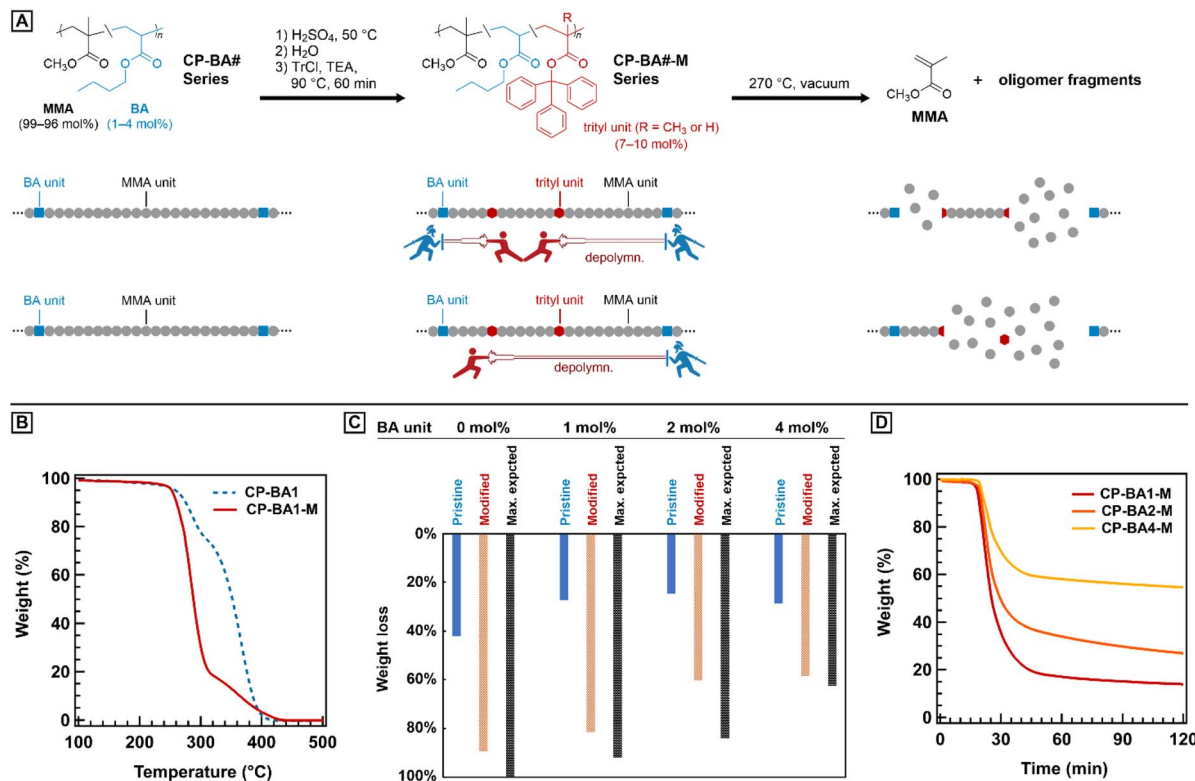 A
CH₃O
O
O
O
n
MMA
(99–96 mol%)
BA
(1–4 mol%)
CP-BA#
Series
1) H₂SO₄, 50 °C
2) H₂O
3) TrCl, TEA,
90 °C, 60 min
R
n
CH₃O
O
O
O
O
O
CP-BA#-M
Series
trityl unit (R = CH₃ or H)
(7–10 mol%)
270 °C, vacuum
CH₃O
O
MMA
+ oligomer fragments
BA unit
MMA unit
BA unit
trityl unit
MMA unit
depolymn.
BA unit
MMA unit
BA unit
trityl unit
MMA unit
depolymn.
B
Weight (%)
100
80
60
40
20
0
CP-BA1
CP-BA1-M
100
200
300
400
500
Temperature (°C)
C
BA unit
0 mol%
1 mol%
2 mol%
4 mol%
Pristine
Modified
Max. expcted
Pristine
Modified
Max. expcted
Pristine
Modified
Max. expcted
Pristine
Modified
Max. expcted
Weight loss
0%
20%
40%
60%
80%
100%
D
Weight (%)
100
80
60
40
20
0
CP-BA1-M
CP-BA2-M
CP-BA4-M
0
30
60
90
120
Time (min)